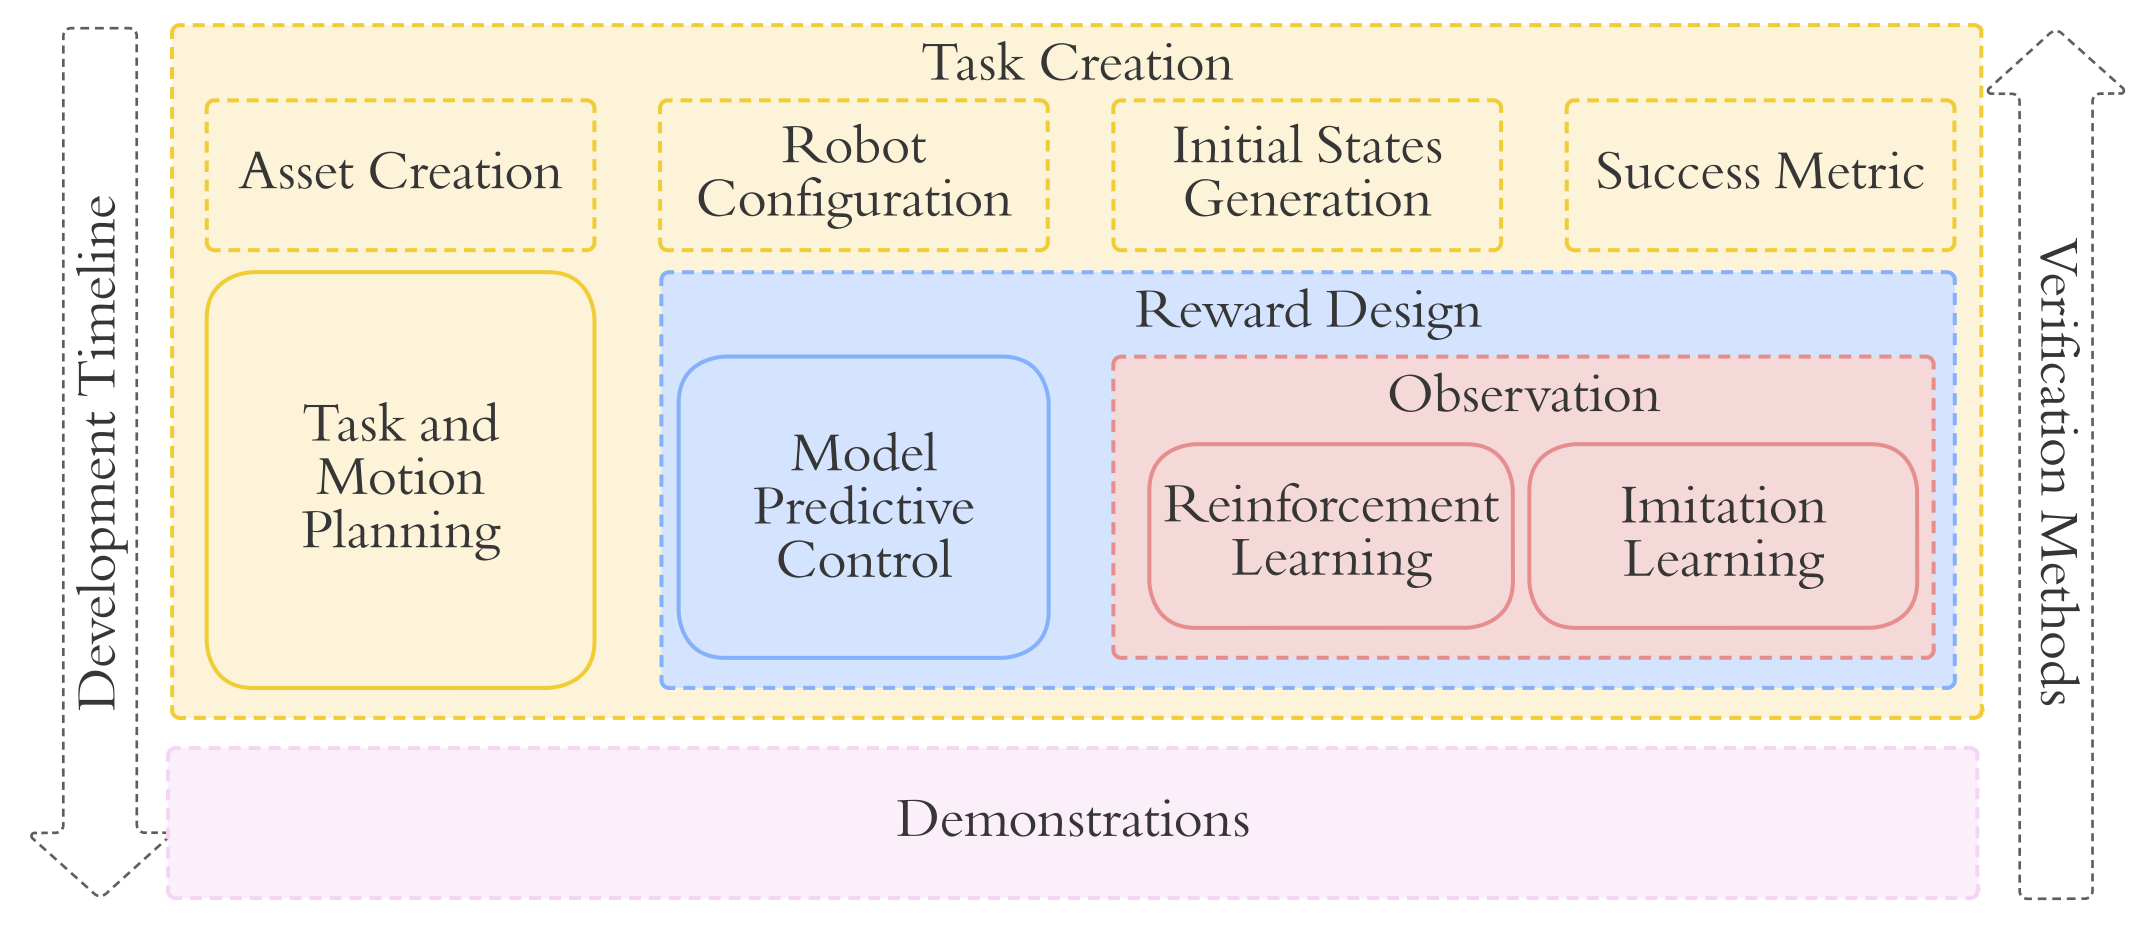 Development Timeline
Task Creation
Asset Creation
Robot
Configuration
Initial States
Generation
Success Metric
Task and
Motion
Planning
Reward Design
Model
Predictive
Control
Observation
Reinforcement
Learning
Imitation
Learning
Demonstrations
Verification Methods